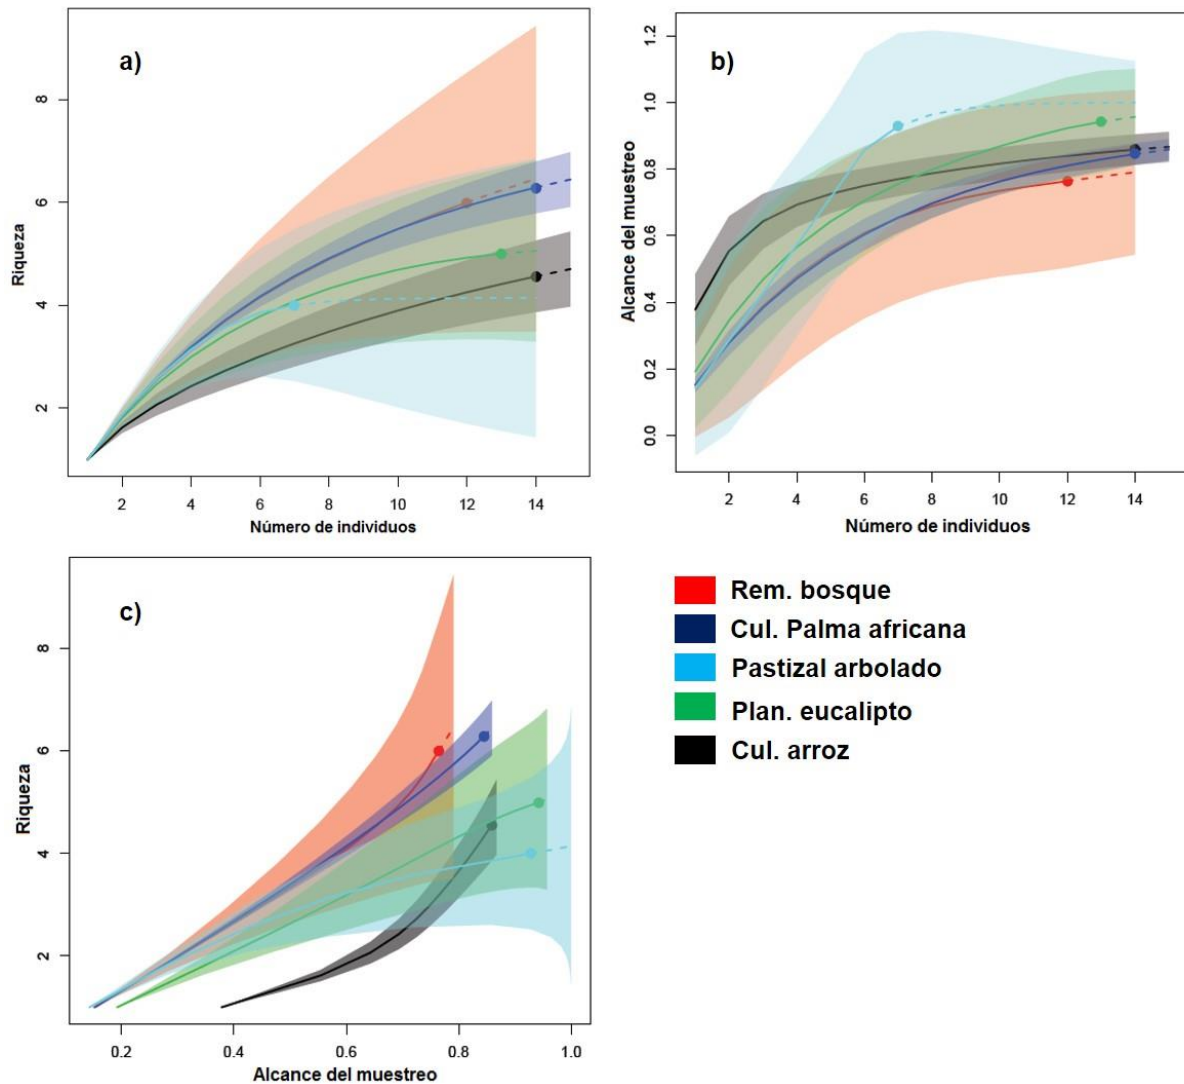 a)
8
6
4
2
Riqueza
2 4 6 8 10 12 14
Número de individuos
b)
1.2
1.0
0.8
0.6
0.4
0.2
0.0
Alcance del muestreo
2 4 6 8 10 12 14
Número de individuos
c)
8
6
4
2
Riqueza
0.2 0.4 0.6 0.8 1.0
Alcance del muestreo
Rem. bosque
Cul. Palma africana
Pastizal arbolado
Plan. eucalipto
Cul. arroz